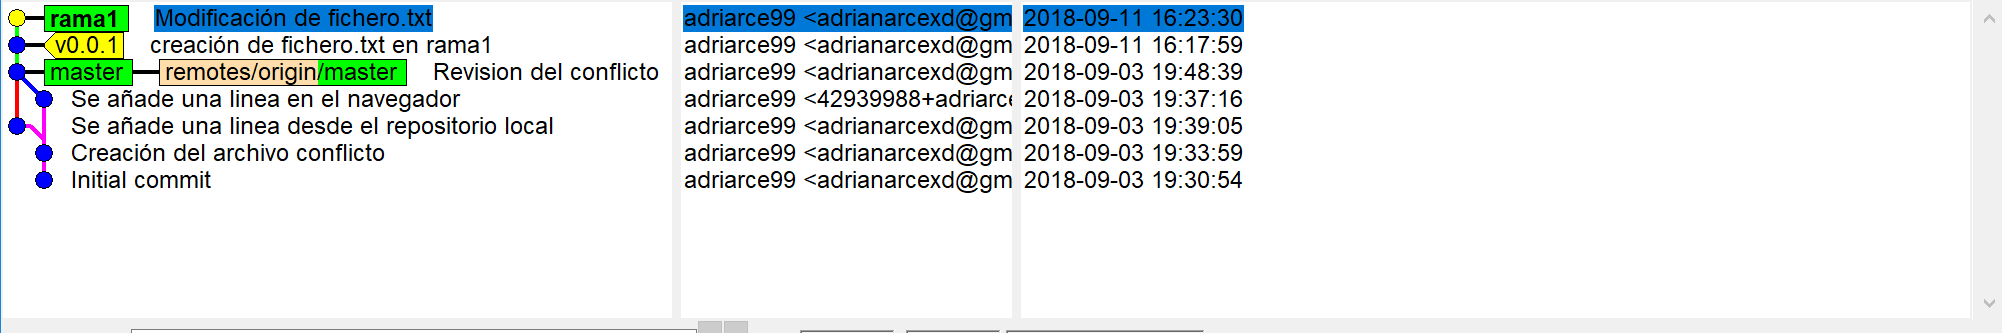 rama1 Modificación de fichero.txt adriarce99 <adrianarcexd@gm 2018-09-11 16:23:30
v0.0.1 creación de fichero.txt en rama1 adriarce99 <adrianarcexd@gm 2018-09-11 16:17:59
master remotes/origin/master Revision del conflicto adriarce99 <adrianarcexd@gm 2018-09-03 19:48:39
Se añade una linea en el navegador adriarce99 <42939988+adriarce 2018-09-03 19:37:16
Se añade una linea desde el repositorio local adriarce99 <adrianarcexd@gm 2018-09-03 19:39:05
Creación del archivo conflicto adriarce99 <adrianarcexd@gm 2018-09-03 19:33:59
Initial commit adriarce99 <adrianarcexd@gm 2018-09-03 19:30:54